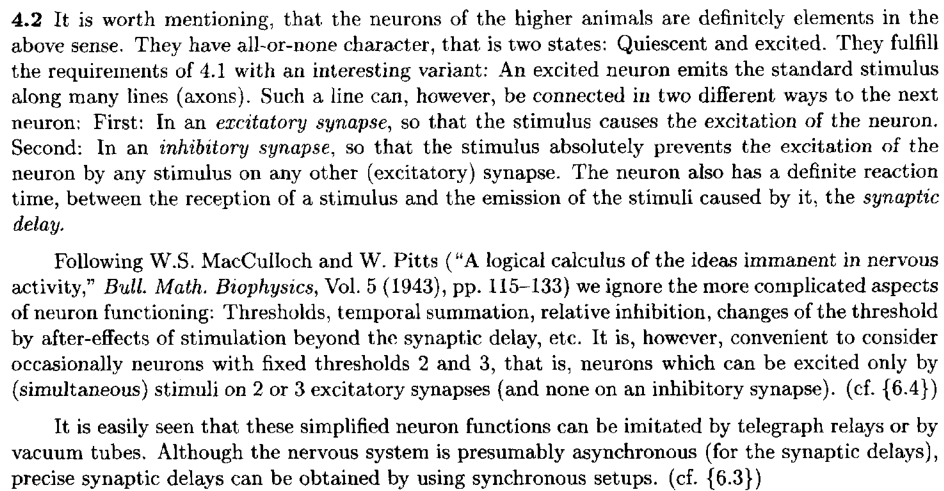 4.2 It is worth mentioning, that the neurons of the higher animals are definitely elements in the
above sense. They have all-or-none character, that is two states: Quiescent and excited. They fulfill
the requirements of 4.1 with an interesting variant: An excited neuron emits the standard stimulus
along many lines (axons). Such a line can, however, be connected in two different ways to the next
neuron: First: In an excitatory synapse, so that the stimulus causes the excitation of the neuron.
Second: In an inhibitory synapse, so that the stimulus absolutely prevents the excitation of the
neuron by any stimulus on any other (excitatory) synapse. The neuron also has a definite reaction
time, between the reception of a stimulus and the emission of the stimuli caused by it, the synaptic
delay.
Following W.S. MacCulloch and W. Pitts (“A logical calculus of the ideas immanent in nervous
activity,” Bull. Math. Biophysics, Vol. 5 (1943), pp. 115–133) we ignore the more complicated aspects
of neuron functioning: Thresholds, temporal summation, relative inhibition, changes of the threshold
by after-effects of stimulation beyond the synaptic delay, etc. It is, however, convenient to consider
occasionally neurons with fixed thresholds 2 and 3, that is, neurons which can be excited only by
(simultaneous) stimuli on 2 or 3 excitatory synapses (and none on an inhibitory synapse). (cf. {6.4})
It is easily seen that these simplified neuron functions can be imitated by telegraph relays or by
vacuum tubes. Although the nervous system is presumably asynchronous (for the synaptic delays),
precise synaptic delays can be obtained by using synchronous setups. (cf. {6.3})